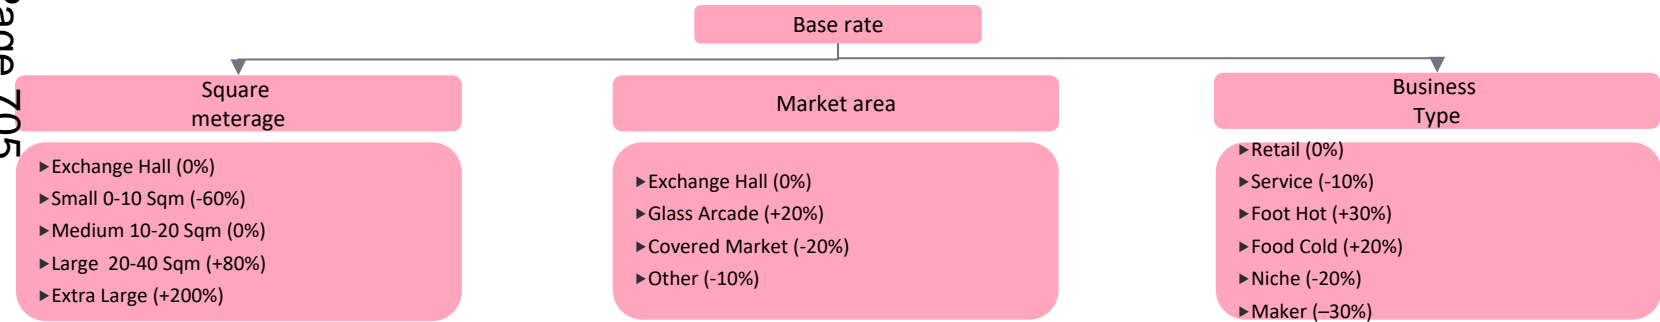 Page 705
Base rate
Square
meterage
►Exchange Hall (0%)
►Small 0-10 Sqm (-60%)
►Medium 10-20 Sqm (0%)
►Large  20-40 Sqm (+80%)
►Extra Large (+200%)
Market area
►Exchange Hall (0%)
►Glass Arcade (+20%)
►Covered Market (-20%)
►Other (-10%)
Business
Type
►Retail (0%)
►Service (-10%)
►Foot Hot (+30%)
►Food Cold (+20%)
►Niche (-20%)
►Maker (–30%)